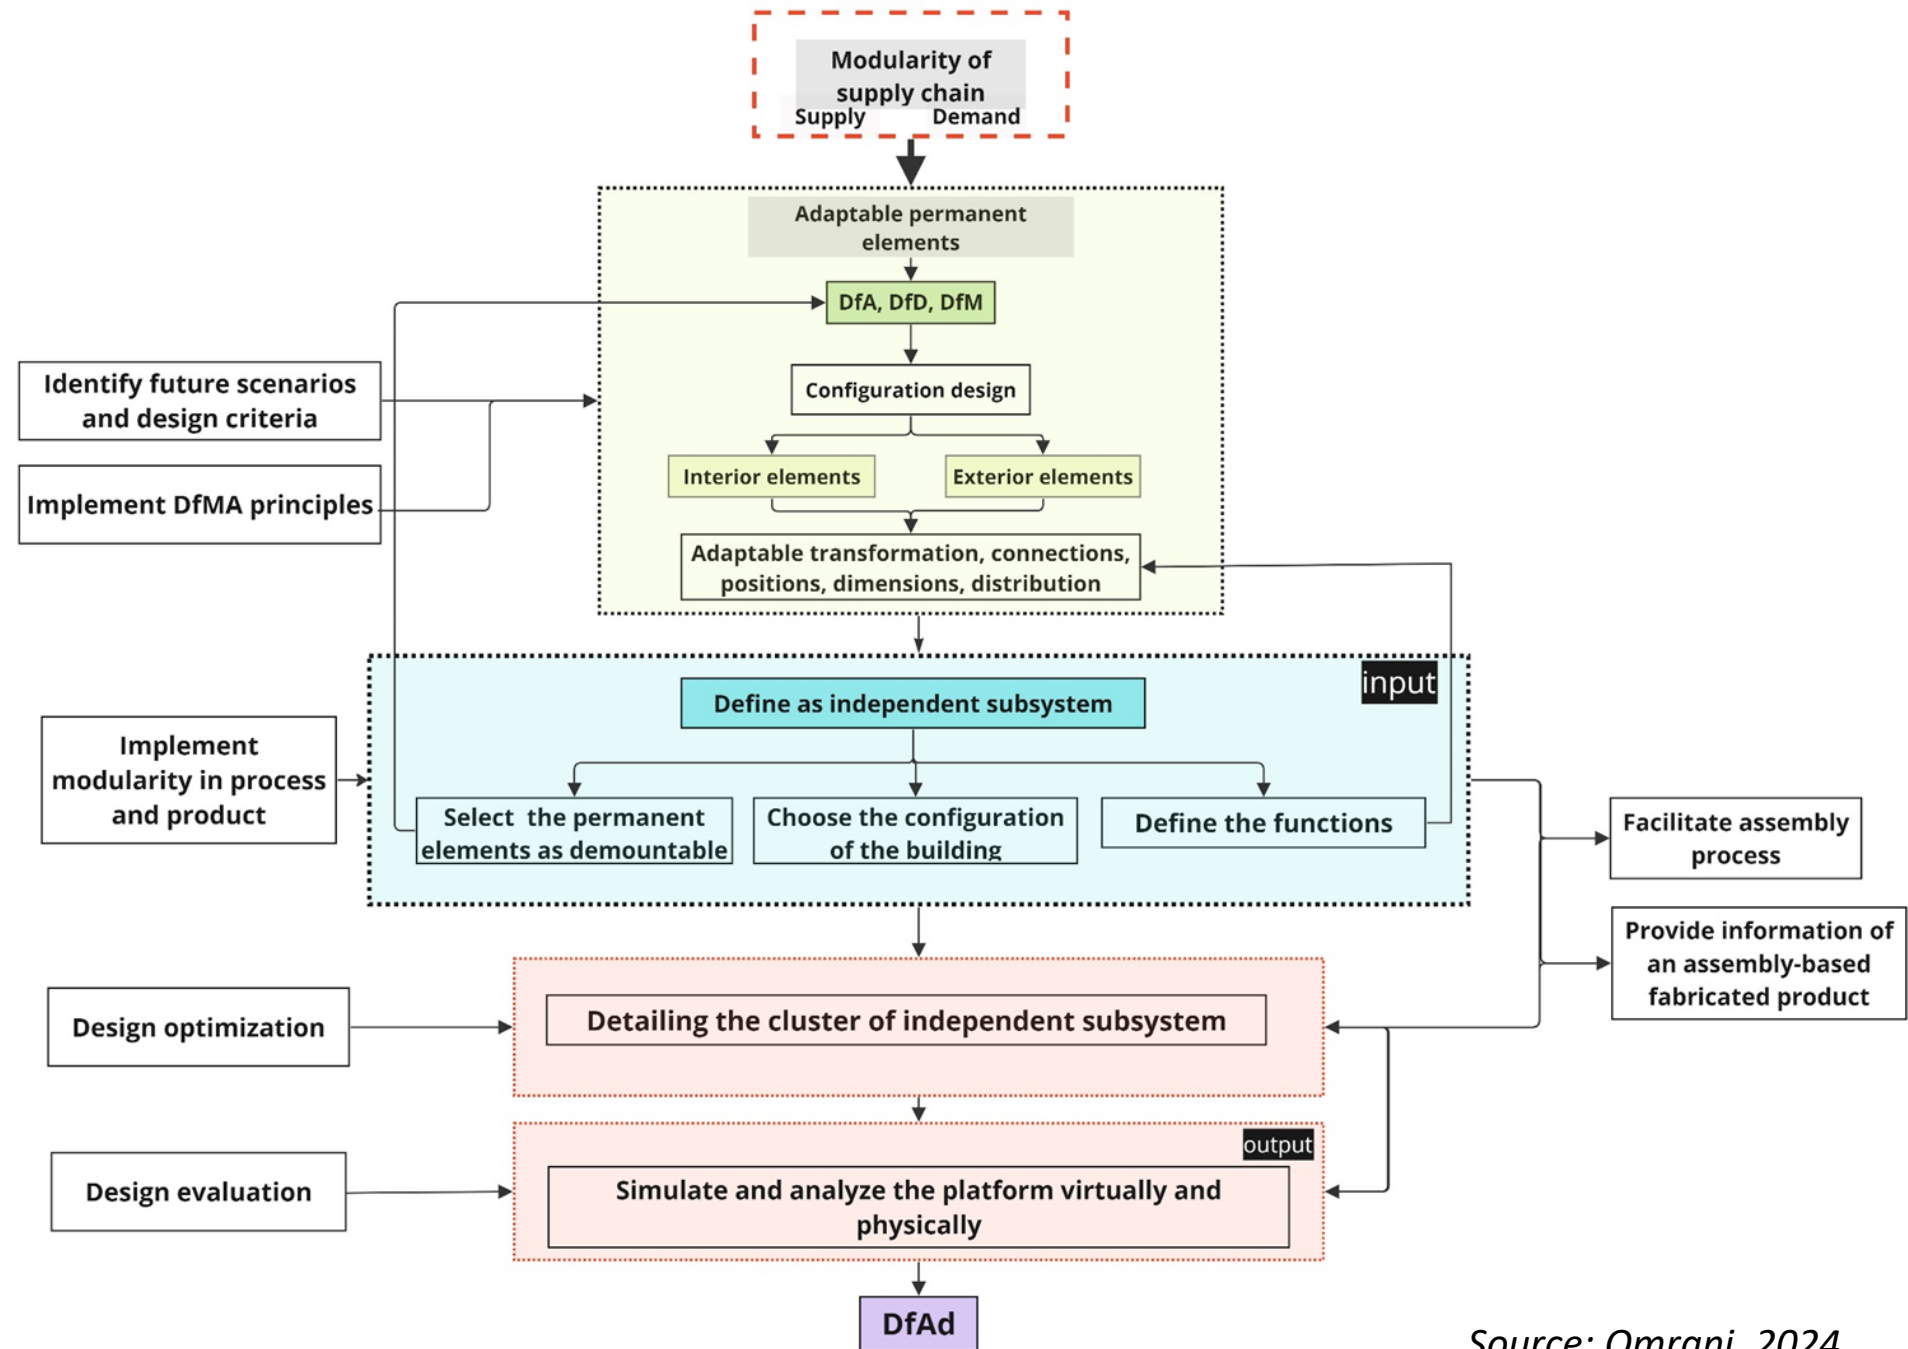 Modularity of
supply chain
Supply Demand
Adaptable permanent
elements
DfA, DfD, DfM
Configuration design
Identify future scenarios
and design criteria
Interior elements
Exterior elements
Implement DfMA principles
Adaptable transformation, connections,
positions, dimensions, distribution
input
Define as independent subsystem
Implement
modularity in process
and product
Select the permanent
elements as demountable
Choose the configuration
of the building
Define the functions
Facilitate assembly
process
Provide information of
an assembly-based
fabricated product
Design optimization
Detailing the cluster of independent subsystem
output
Design evaluation
Simulate and analyze the platform virtually and
physically
DfAd
Source: Omrani, 2024